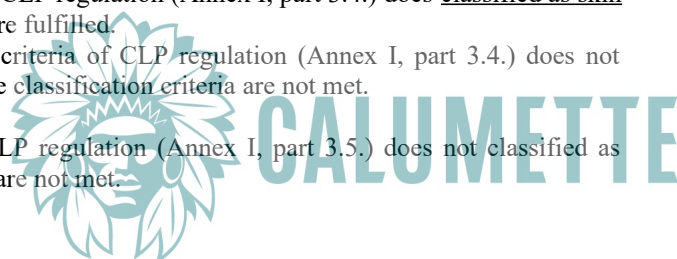 CLP regulation (Annex I, part 3.4.) does classified as skin
re fulfilled.
criteria of CLP regulation (Annex I, part 3.4.) does not
e classification criteria are not met.
LP regulation (Annex I, part 3.5.) does not classified as
are not met.
CALUMETTE